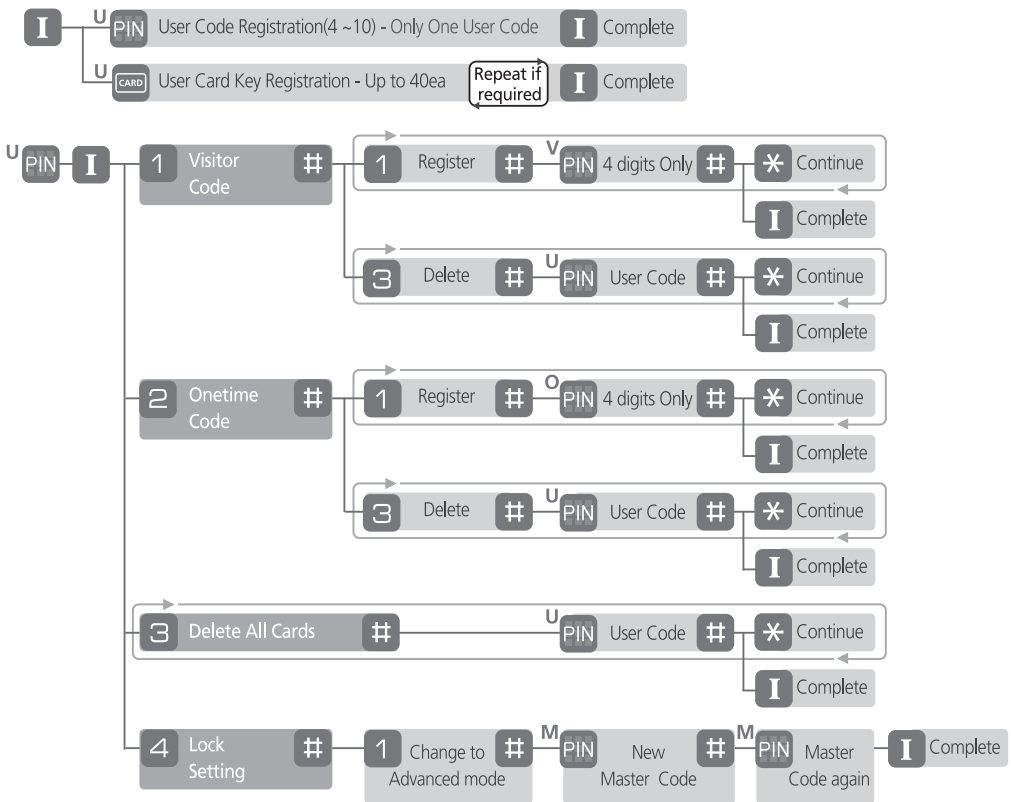 I U PIN User Code Registration(4 ~10) - Only One User Code I Complete
U CARD User Card Key Registration - Up to 40ea Repeat if required I Complete
U PIN I 1 Visitor Code # 1 Register # V PIN 4 digits Only # * Continue
I Complete
3 Delete # U PIN User Code # * Continue
I Complete
2 Onetime Code # 1 Register # O PIN 4 digits Only # * Continue
I Complete
3 Delete # U PIN User Code # * Continue
I Complete
3 Delete All Cards # U PIN User Code # * Continue
I Complete
4 Lock Setting # 1 Change to Advanced mode # M PIN New Master Code # M PIN Master Code again I Complete